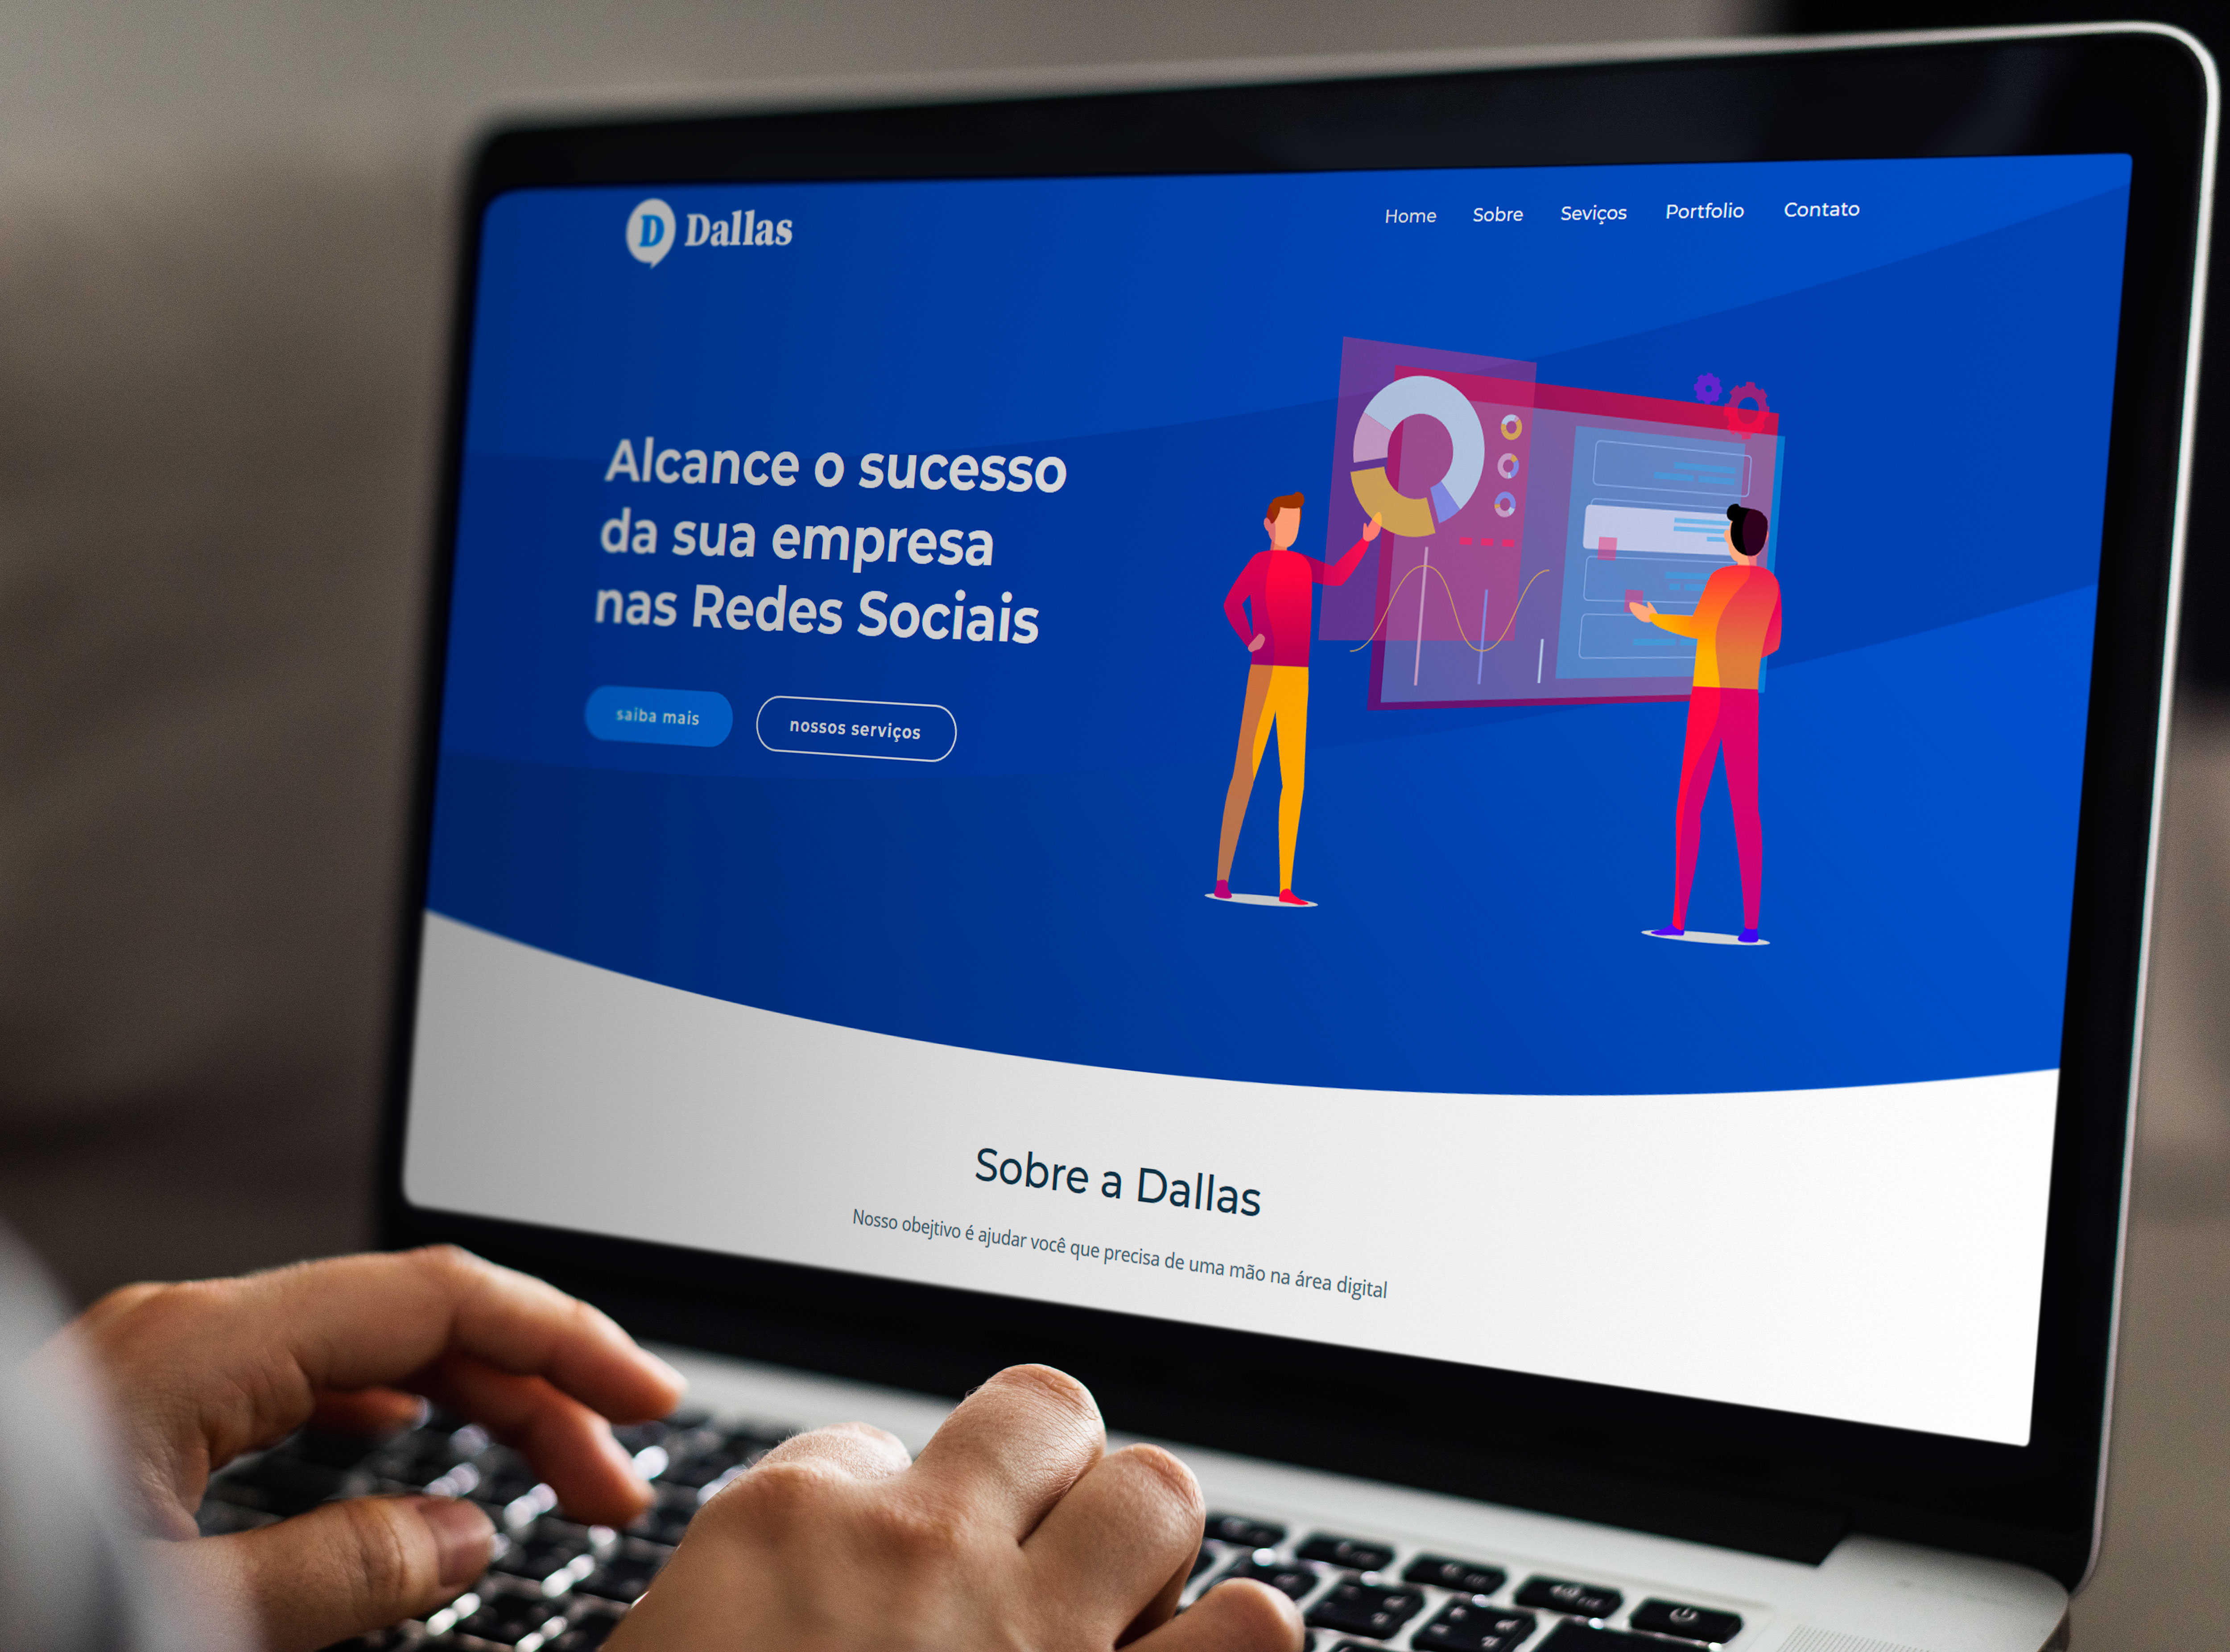 D Dallas
Home Sobre Seviços Portfolio Contato
Alcance o sucesso
da sua empresa
nas Redes Sociais
saiba mais nossos serviços
Sobre a Dallas
Nosso obejtivo é ajudar você que precisa de uma mão na área digital